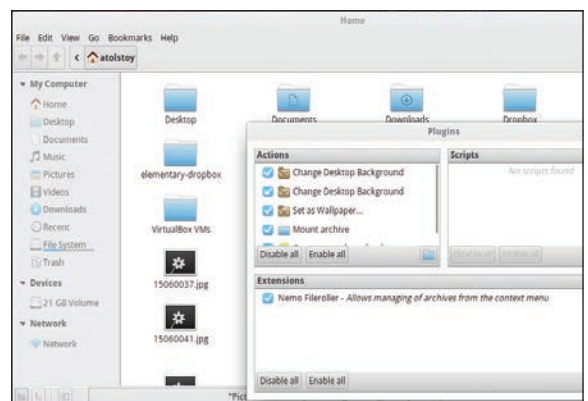 Home
File Edit View Go Bookmarks Help
atolstoy
My Computer
Home
Desktop
Documents
Music
Pictures
Videos
Downloads
Recent
File System
Trash
Devices
21 GB Volume
Network
Network
Desktop
Documents
Downloads
Dropbox
elementary-dropbox
VirtualBox VMs
15060037.jpg
15060041.jpg
Plugins
Actions
Change Desktop Background
Change Desktop Background
Set as Wallpaper...
Mount archive
Disable all Enable all
Scripts
No scripts found
Disable all Enable all
Extensions
Nemo Fileroller - Allows managing of archives from the context menu
Disable all Enable all
"Pict